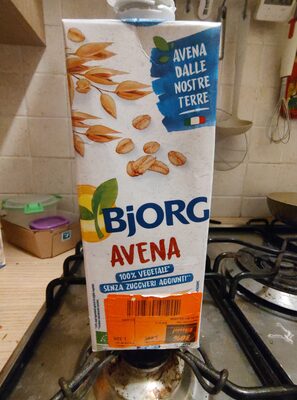 AVENA
DALLE
NOSTRE
TERRE
BjORG
AVENA
100% VEGETALE*
SENZA ZUCCHERI AGGIUNTI**